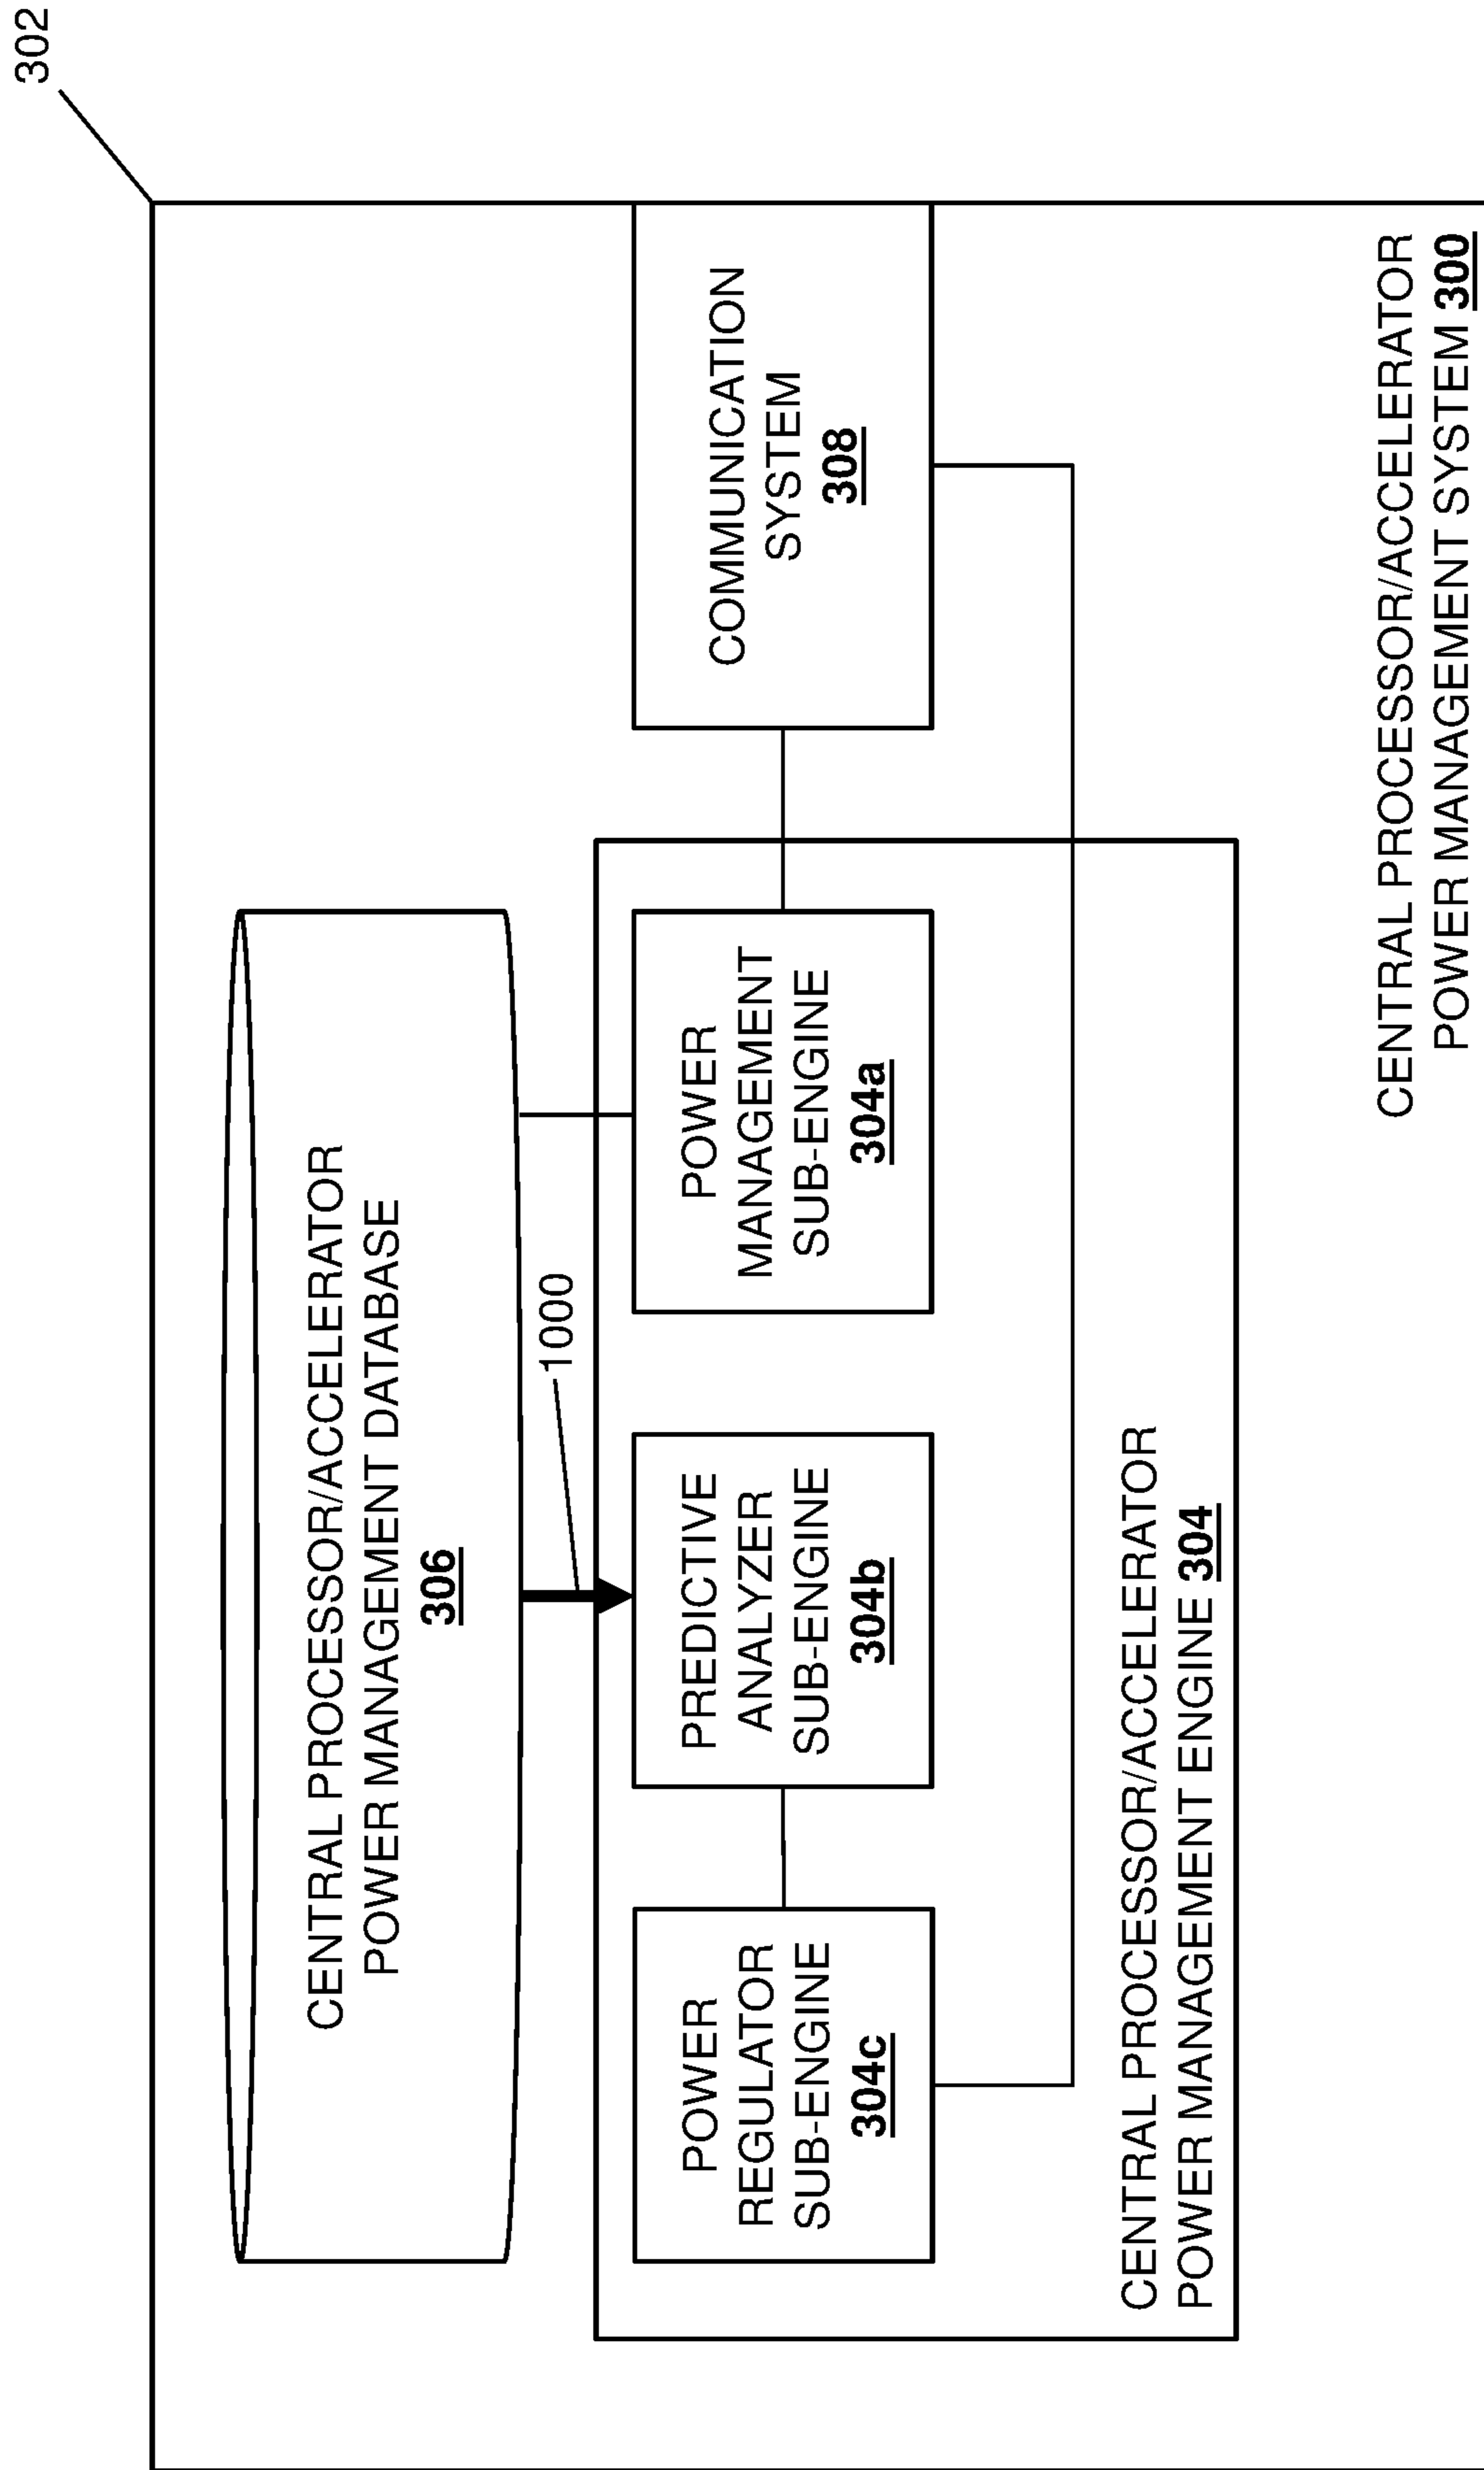 302
CENTRAL PROCESSOR/ACCELERATOR
POWER MANAGEMENT DATABASE
306
1000
POWER
REGULATOR
SUB-ENGINE
304c
PREDICTIVE
ANALYZER
SUB-ENGINE
304b
POWER
MANAGEMENT
SUB-ENGINE
304a
COMMUNICATION
SYSTEM
308
CENTRAL PROCESSOR/ACCELERATOR
POWER MANAGEMENT ENGINE 304
CENTRAL PROCESSOR/ACCELERATOR
POWER MANAGEMENT SYSTEM 300